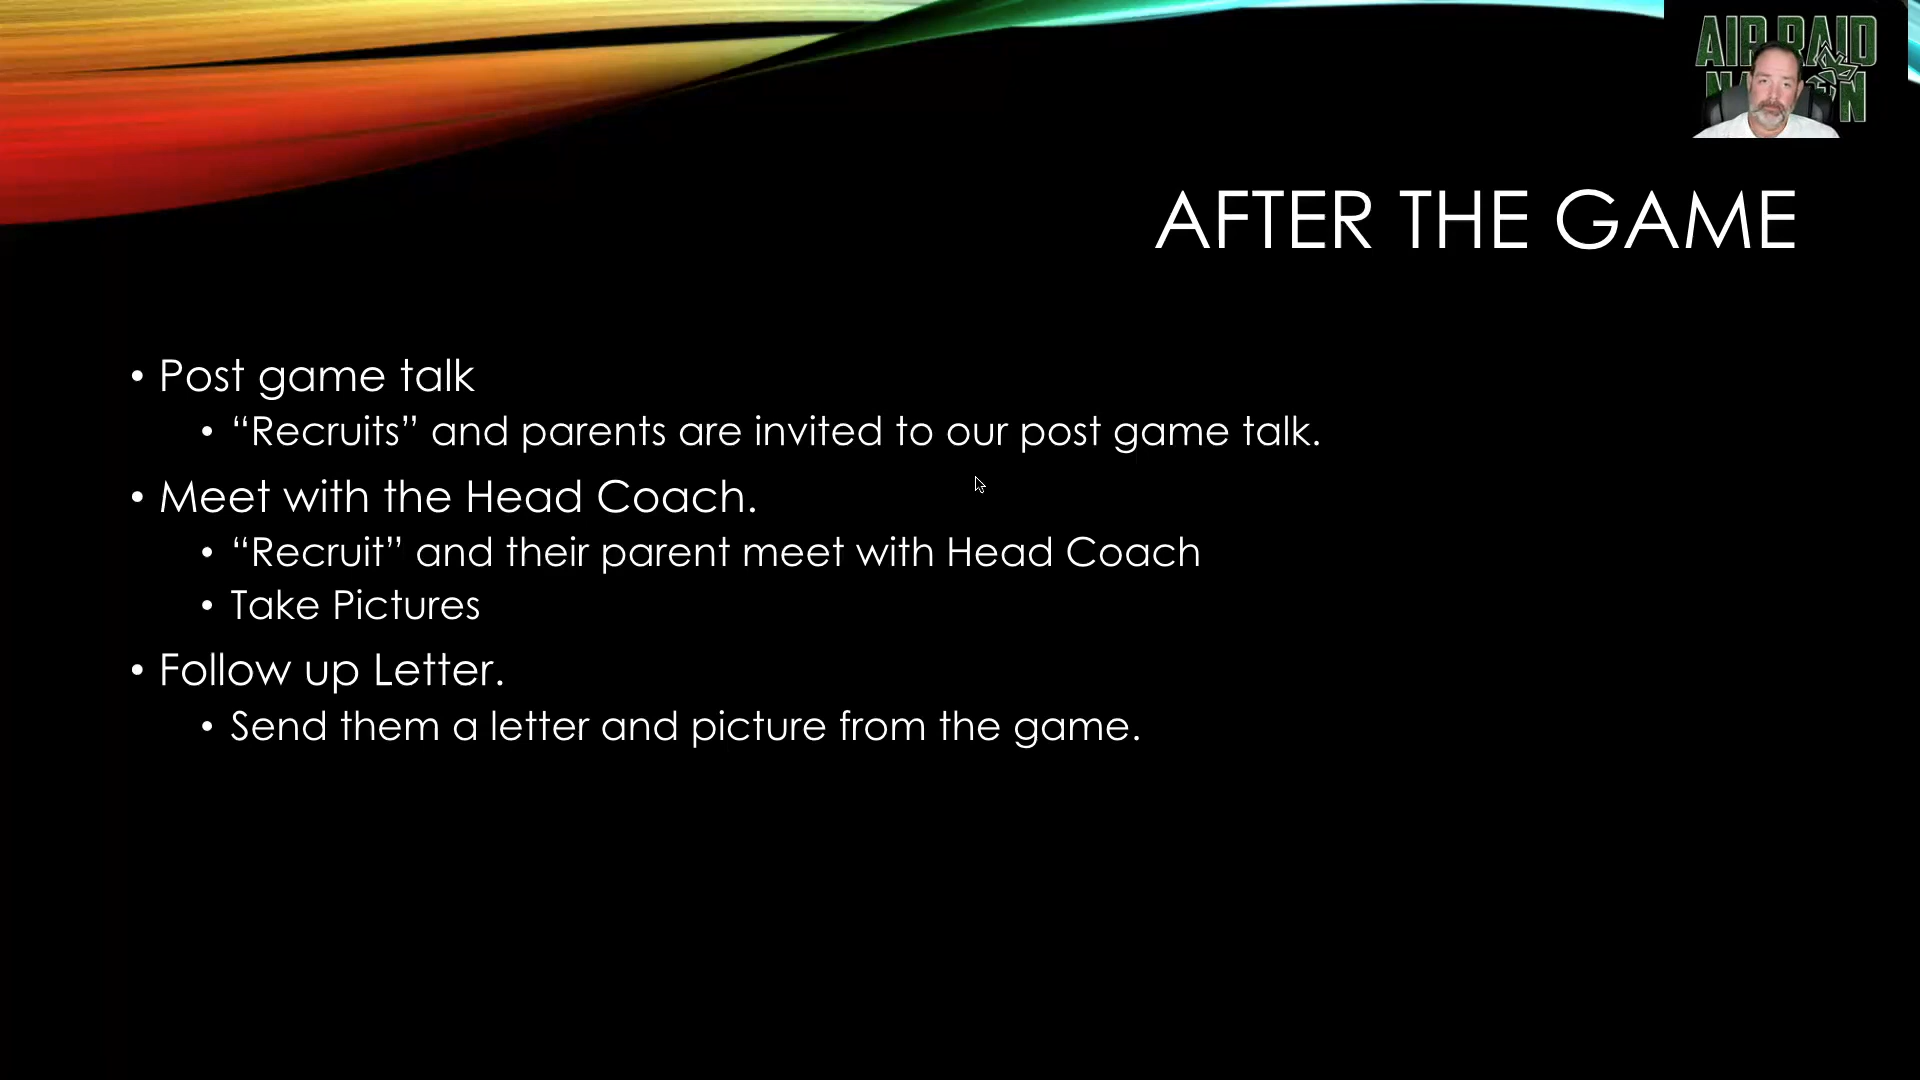 AIR RAID
NATION
AFTER THE GAME
• Post game talk
• “Recruits” and parents are invited to our post game talk.
• Meet with the Head Coach.
• “Recruit” and their parent meet with Head Coach
• Take Pictures
• Follow up Letter.
• Send them a letter and picture from the game.